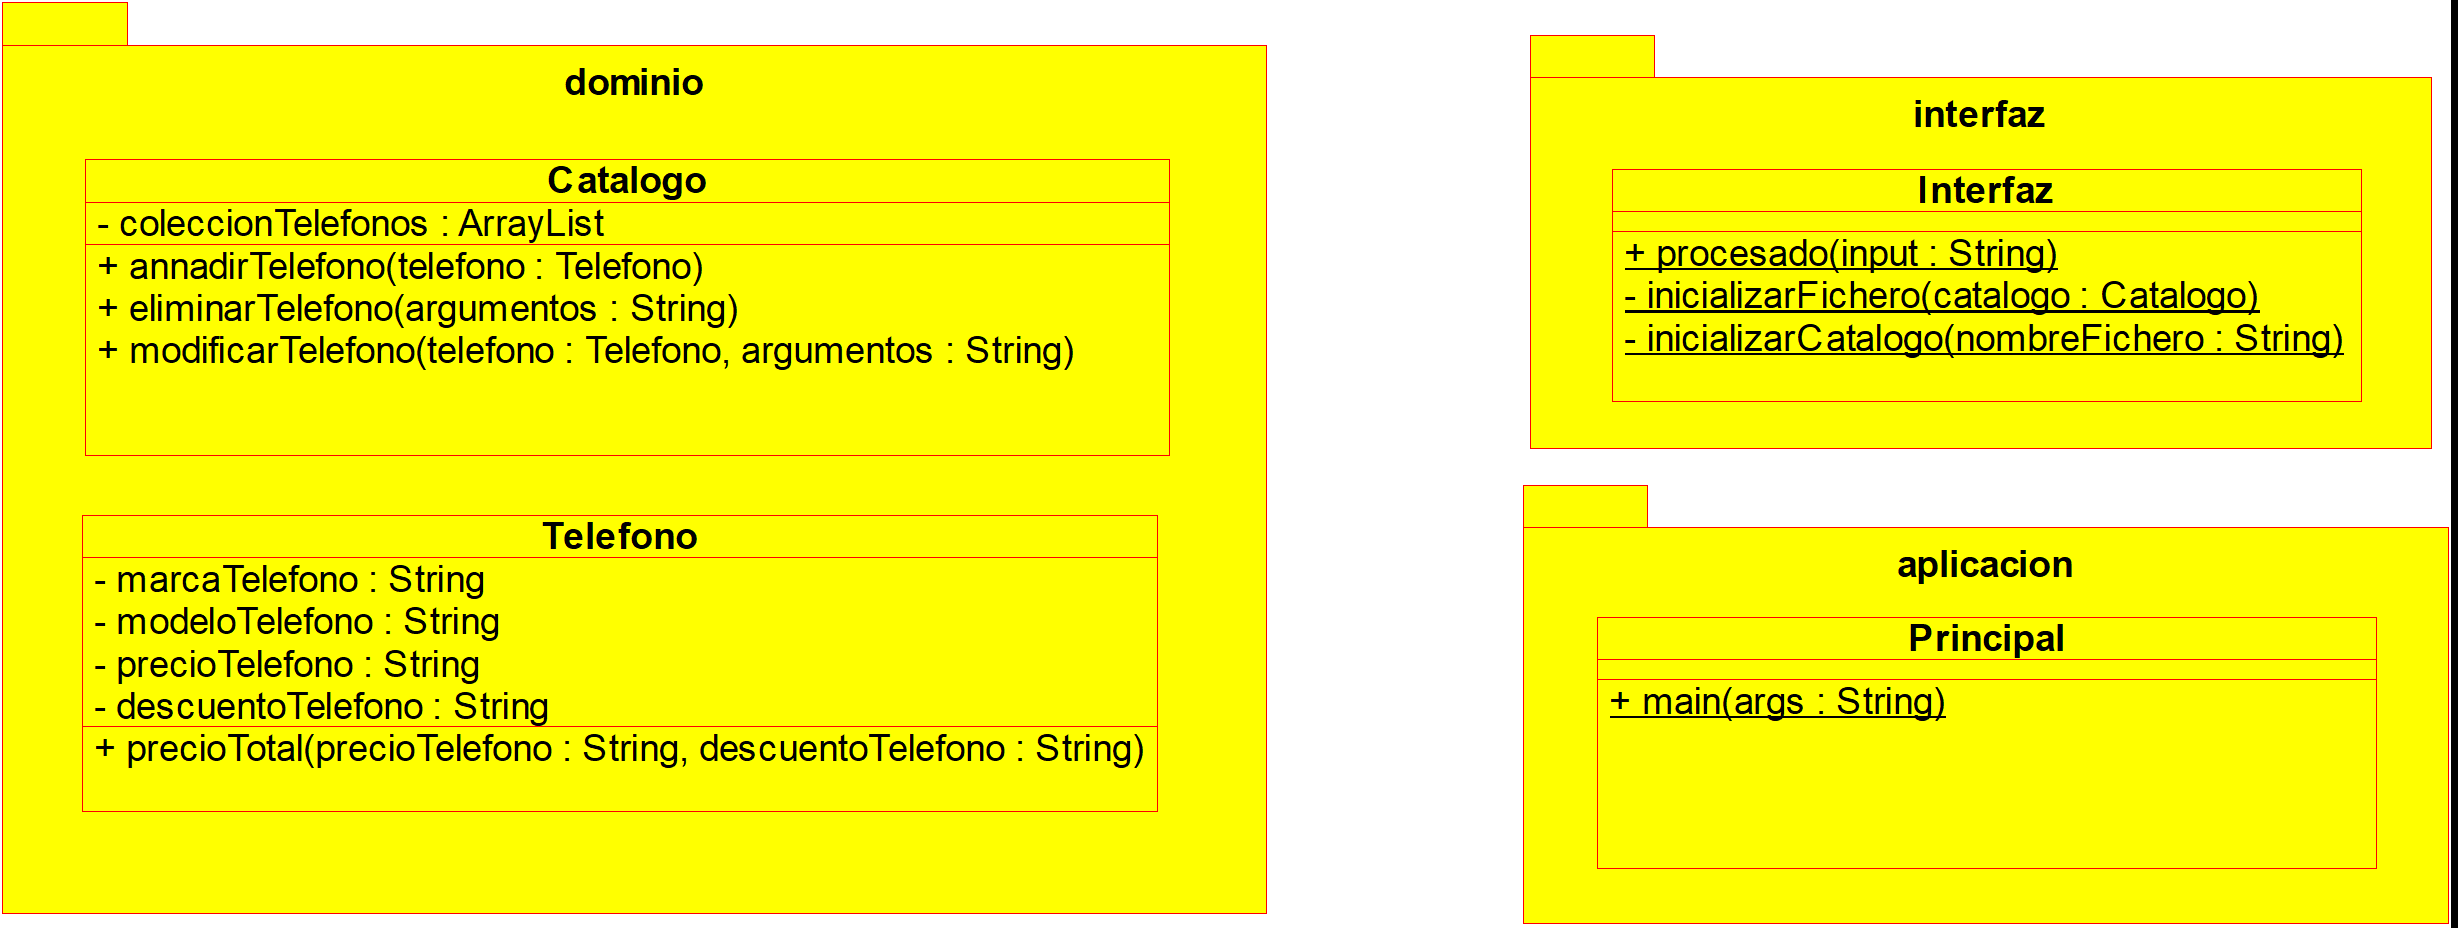 dominio
Catalogo
- coleccionTelefonos : ArrayList
+ annadirTelefono(telefono : Telefono)
+ eliminarTelefono(argumentos : String)
+ modificarTelefono(telefono : Telefono, argumentos : String)
Telefono
- marcaTelefono : String
- modeloTelefono : String
- precioTelefono : String
- descuentoTelefono : String
+ precioTotal(precioTelefono : String, descuentoTelefono : String)
interfaz
Interfaz
+ procesado(input : String)
- inicializarFichero(catalogo : Catalogo)
- inicializarCatalogo(nombreFichero : String)
aplicacion
Principal
+ main(args : String)